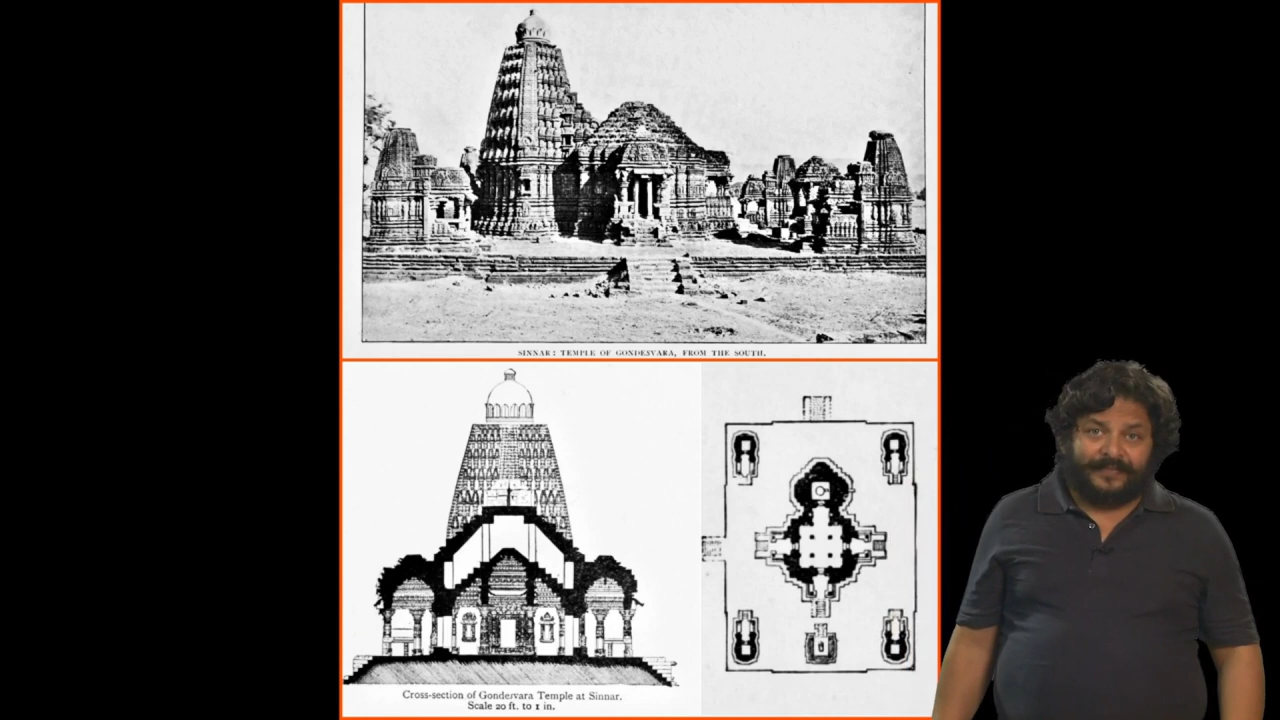 SINNAR: TEMPLE OF GONDESVARA, FROM THE SOUTH.
Cross-section of Gondesvara Temple at Sinnar.
Scale 20 ft. to 1 in.